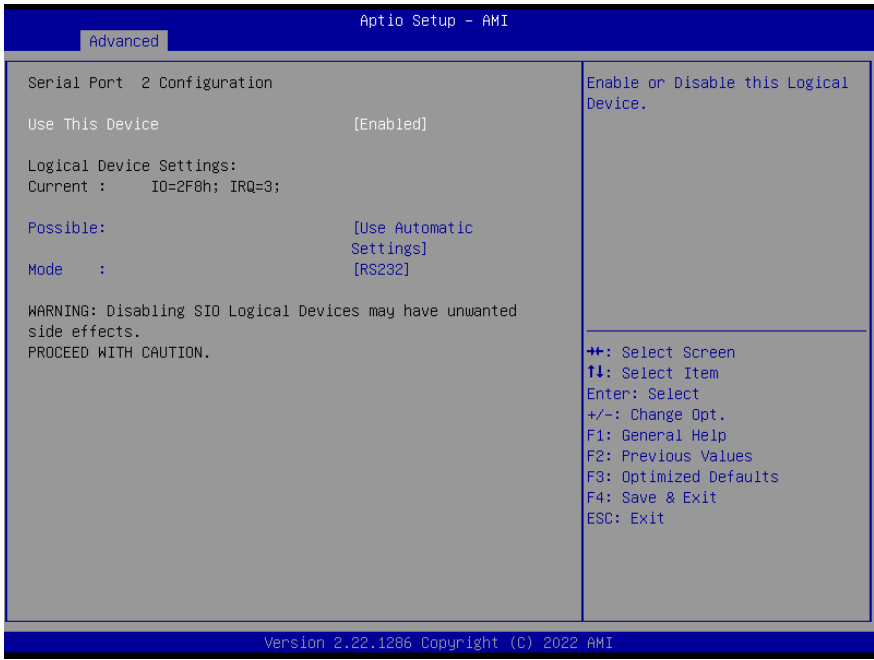 Aptio Setup – AMI
Advanced
Serial Port 2 Configuration
Use This Device [Enabled]
Logical Device Settings:
Current : IO=2F8h; IRQ=3;
Possible: [Use Automatic
Settings]
Mode : [RS232]
WARNING: Disabling SIO Logical Devices may have unwanted
side effects.
PROCEED WITH CAUTION.
Enable or Disable this Logical
Device.
→←: Select Screen
↑↓: Select Item
Enter: Select
+/-: Change Opt.
F1: General Help
F2: Previous Values
F3: Optimized Defaults
F4: Save & Exit
ESC: Exit
Version 2.22.1286 Copyright (C) 2022 AMI